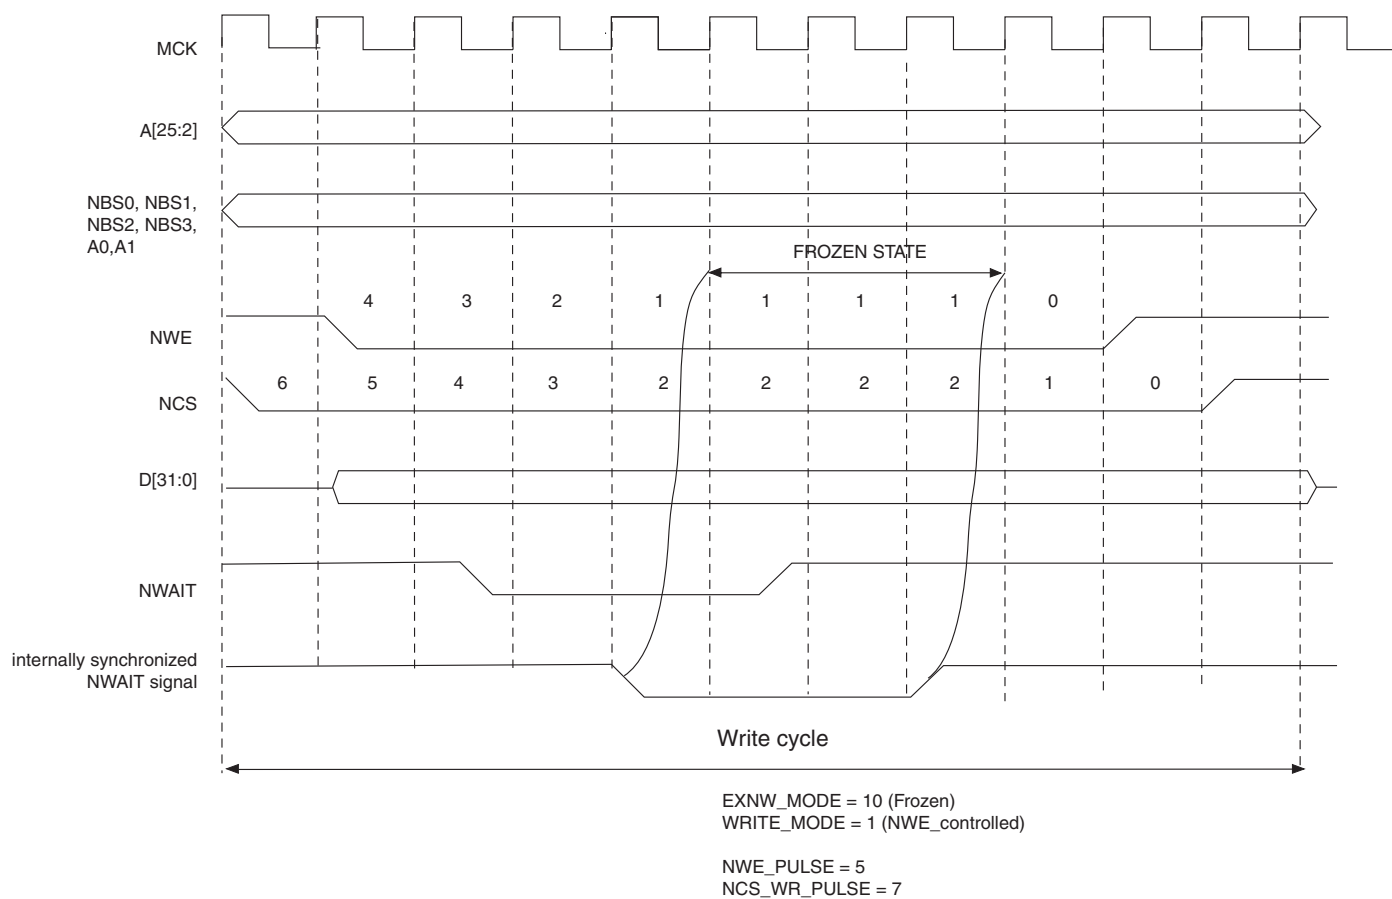 MCK
A[25:2]
NBS0, NBS1,
NBS2, NBS3,
A0,A1
FROZEN STATE
4 3 2 1 1 1 1 0
NWE
6 5 4 3 2 2 2 2 1 0
NCS
D[31:0]
NWAIT
internally synchronized
NWAIT signal
Write cycle
EXNW_MODE = 10 (Frozen)
WRITE_MODE = 1 (NWE_controlled)
NWE_PULSE = 5
NCS_WR_PULSE = 7